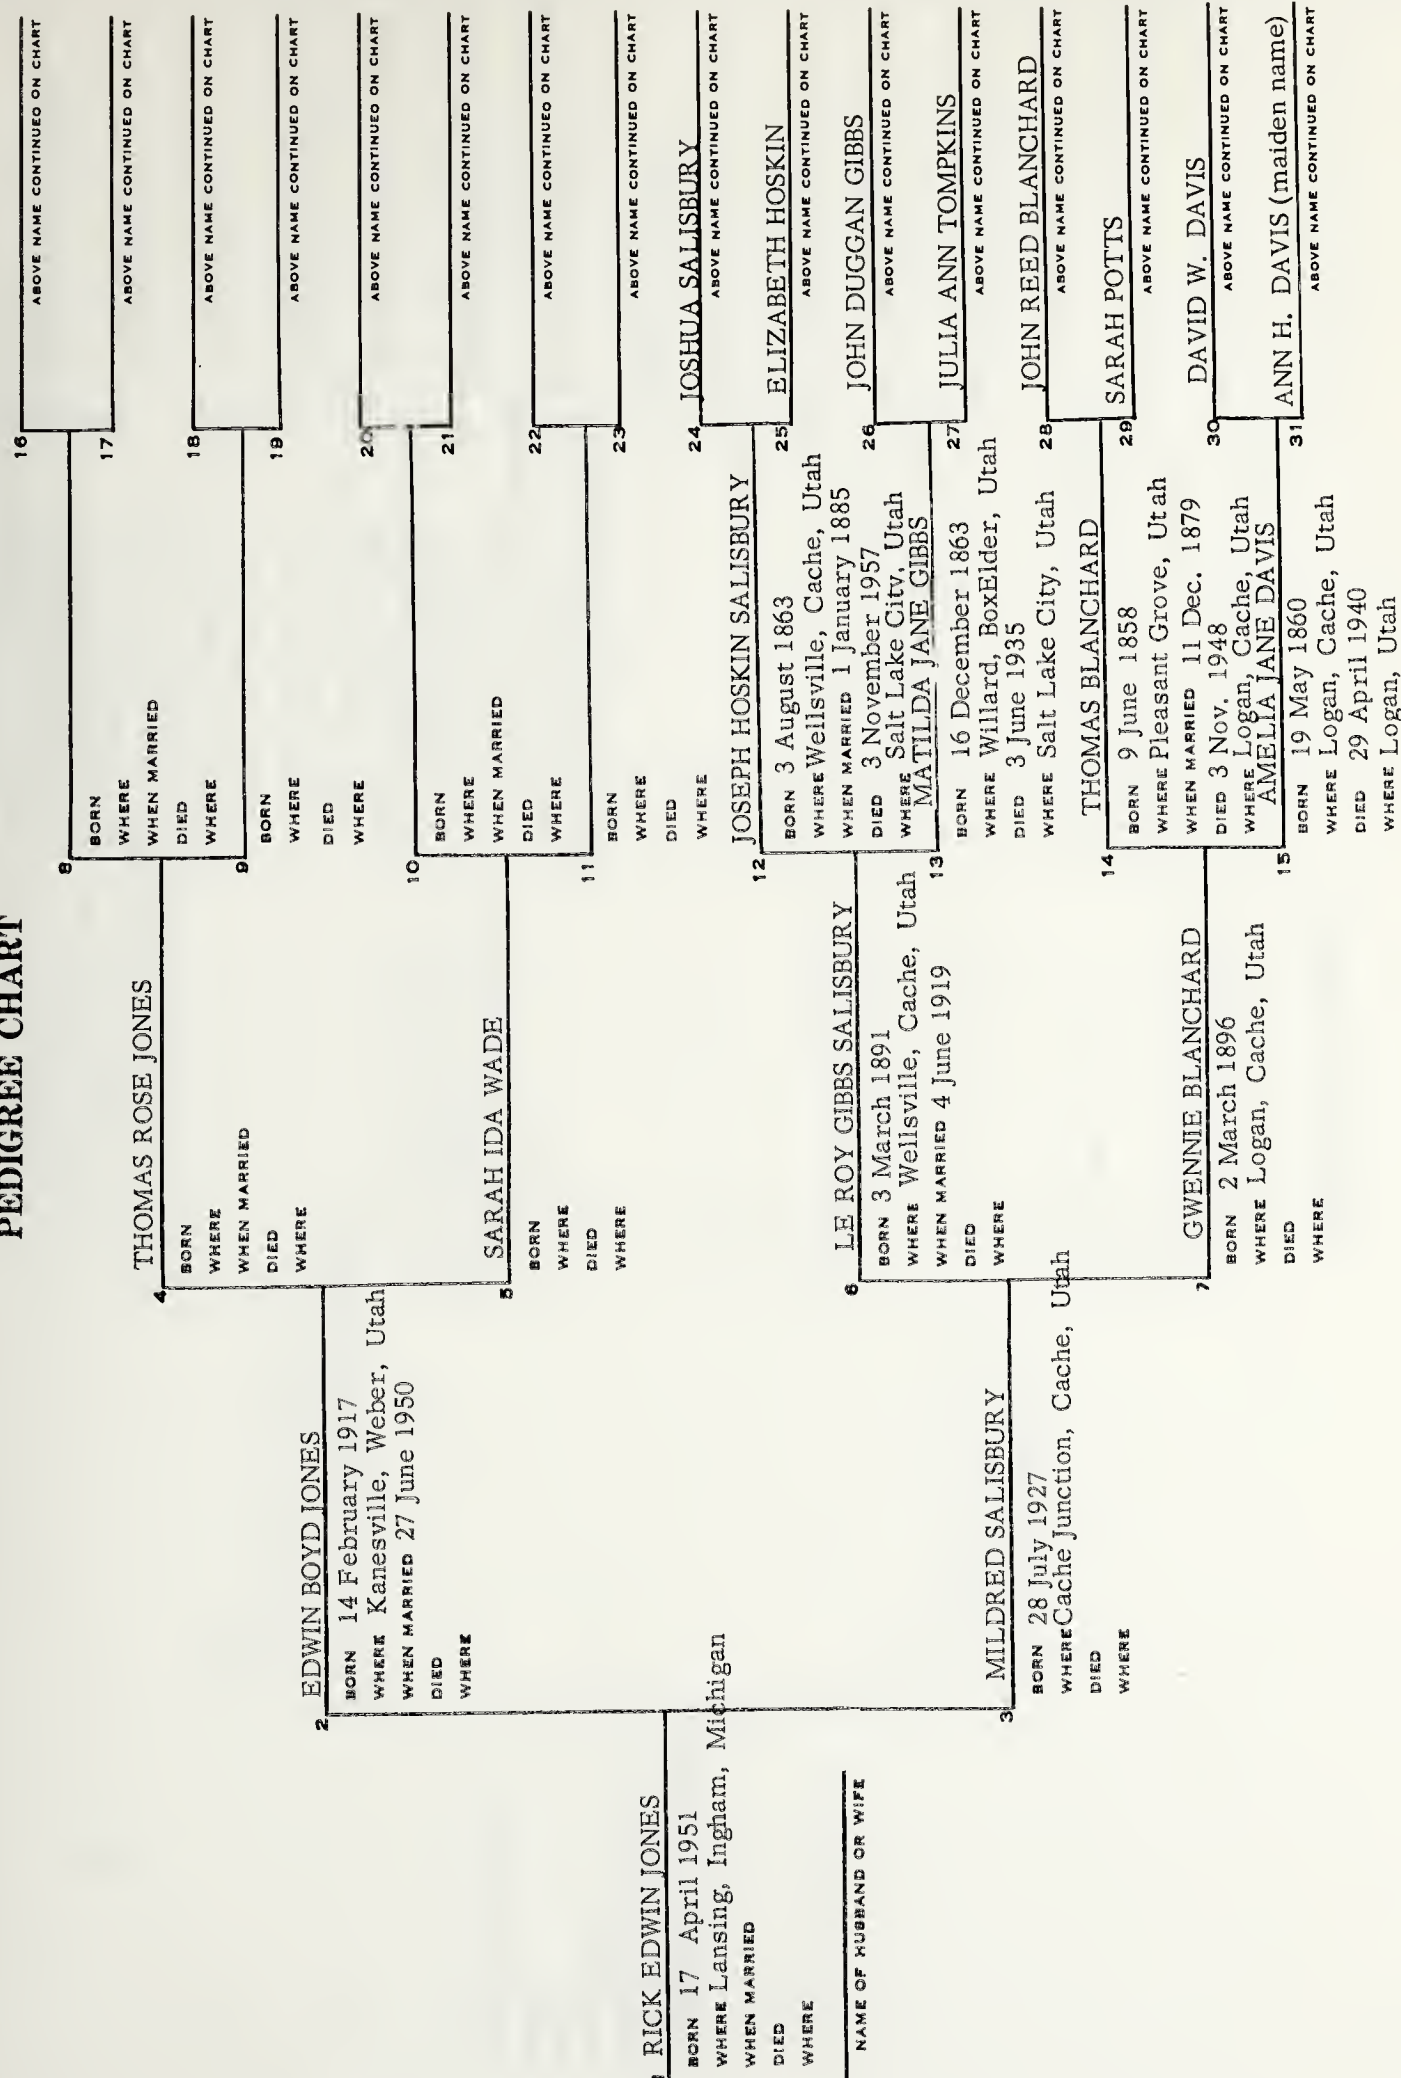 PEDIGREE CHART
RICK EDWIN JONES
BORN 17 April 1951
WHERE Lansing, Ingham, Michigan
WHEN MARRIED
DIED
WHERE
NAME OF HUSBAND OR WIFE
2
EDWIN BOYD JONES
BORN 14 February 1917
WHERE Kanesville, Weber, Utah
WHEN MARRIED 27 June 1950
DIED
WHERE
3
MILDRED SALISBURY
BORN 28 July 1927
WHERE Cache Junction, Cache, Utah
DIED
WHERE
4
THOMAS ROSE JONES
BORN
WHERE
WHEN MARRIED
DIED
WHERE
5
SARAH IDA WADE
BORN
WHERE
DIED
WHERE
6
LE ROY GIBBS SALISBURY
BORN 3 March 1891
WHERE Wellsville, Cache, Utah
WHEN MARRIED 4 June 1919
DIED
WHERE
7
GWENNIE BLANCHARD
BORN 2 March 1896
WHERE Logan, Cache, Utah
DIED
WHERE
8
BORN
WHERE
WHEN MARRIED
DIED
WHERE
9
BORN
WHERE
DIED
WHERE
10
BORN
WHERE
WHEN MARRIED
DIED
WHERE
11
BORN
WHERE
DIED
WHERE
12
JOSEPH HOSKIN SALISBURY
BORN 3 August 1863
WHERE Wellsville, Cache, Utah
WHEN MARRIED 1 January 1885
DIED 3 November 1957
WHERE Salt Lake City, Utah
13
MATILDA JANE GIBBS
BORN 16 December 1863
WHERE Willard, BoxElder, Utah
DIED 3 June 1935
WHERE Salt Lake City, Utah
14
THOMAS BLANCHARD
BORN 9 June 1858
WHERE Pleasant Grove, Utah
WHEN MARRIED 11 Dec. 1879
DIED 3 Nov. 1948
WHERE Logan, Cache, Utah
15
AMELIA JANE DAVIS
BORN 19 May 1860
WHERE Logan, Cache, Utah
DIED 29 April 1940
WHERE Logan, Utah
16
ABOVE NAME CONTINUED ON CHART
17
ABOVE NAME CONTINUED ON CHART
18
ABOVE NAME CONTINUED ON CHART
19
ABOVE NAME CONTINUED ON CHART
20
ABOVE NAME CONTINUED ON CHART
21
ABOVE NAME CONTINUED ON CHART
22
ABOVE NAME CONTINUED ON CHART
23
ABOVE NAME CONTINUED ON CHART
24
JOSHUA SALISBURY
ABOVE NAME CONTINUED ON CHART
25
ELIZABETH HOSKIN
ABOVE NAME CONTINUED ON CHART
26
JOHN DUGGAN GIBBS
ABOVE NAME CONTINUED ON CHART
27
JULIA ANN TOMPKINS
ABOVE NAME CONTINUED ON CHART
28
JOHN REED BLANCHARD
ABOVE NAME CONTINUED ON CHART
29
SARAH POTTS
ABOVE NAME CONTINUED ON CHART
30
DAVID W. DAVIS
ABOVE NAME CONTINUED ON CHART
31
ANN H. DAVIS (maiden name)
ABOVE NAME CONTINUED ON CHART